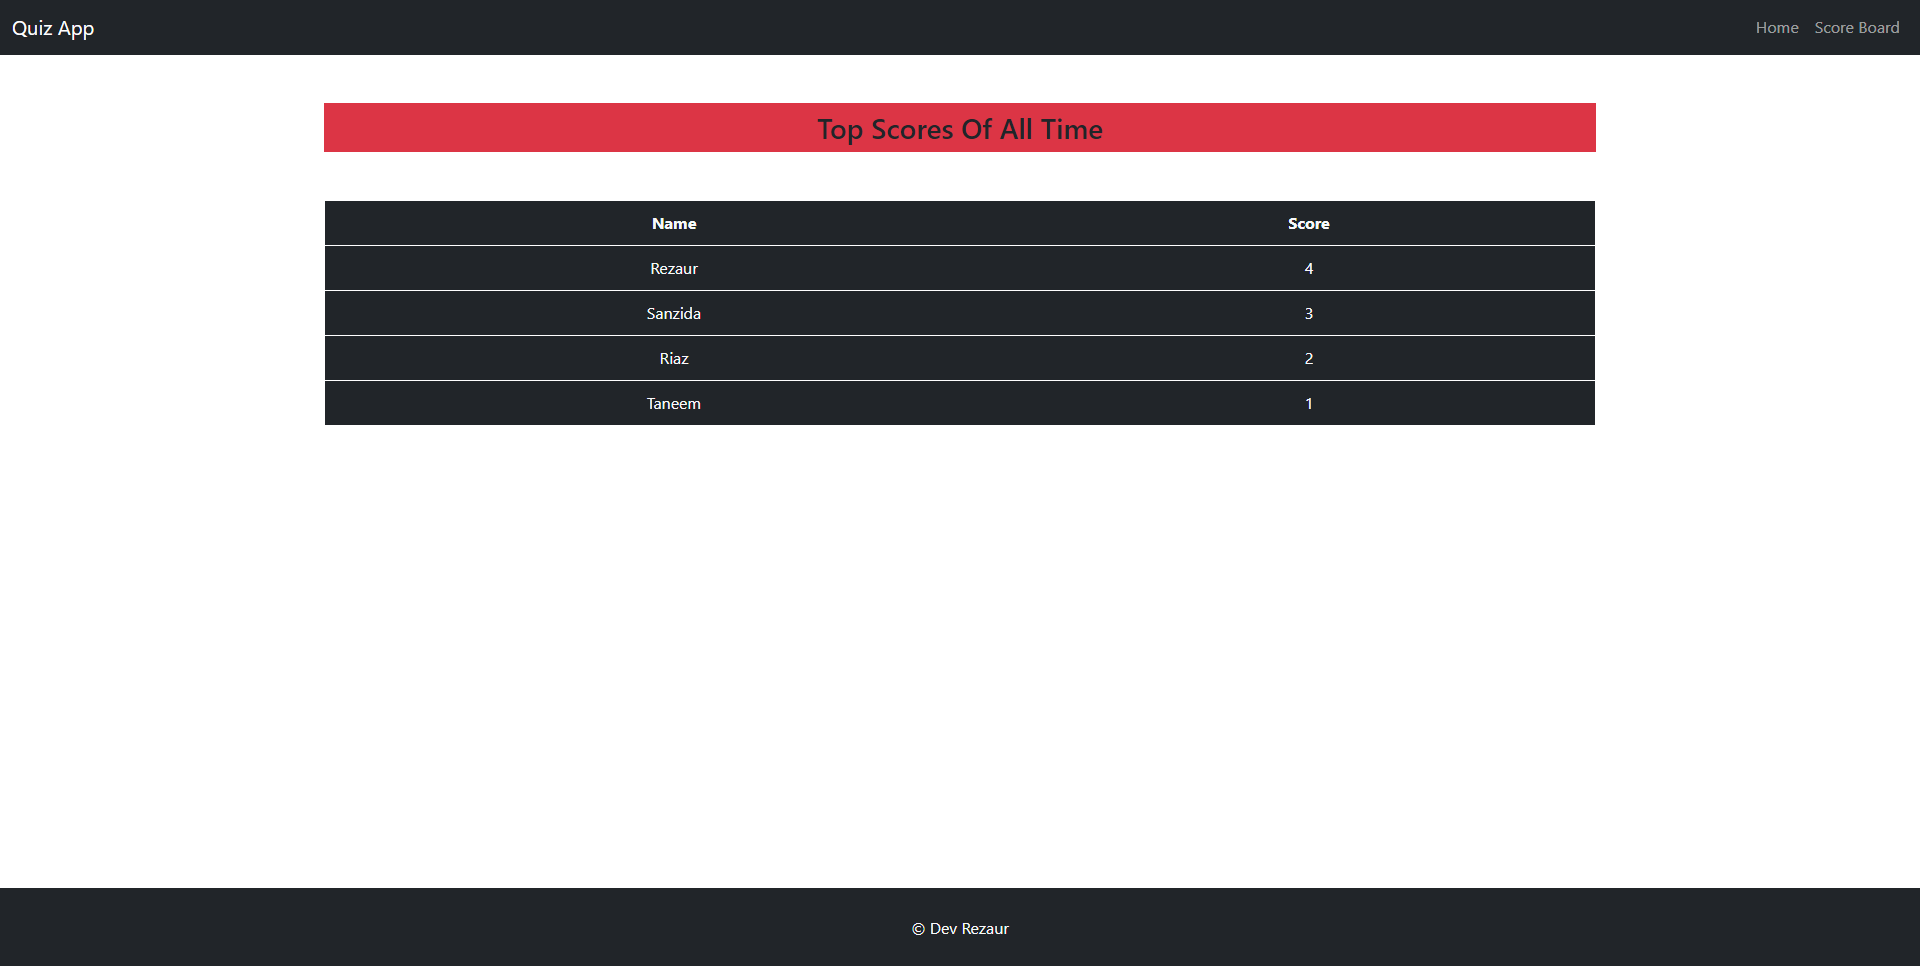 Quiz App Home Score Board
Top Scores Of All Time
Name Score
Rezaur 4
Sanzida 3
Riaz 2
Taneem 1
© Dev Rezaur